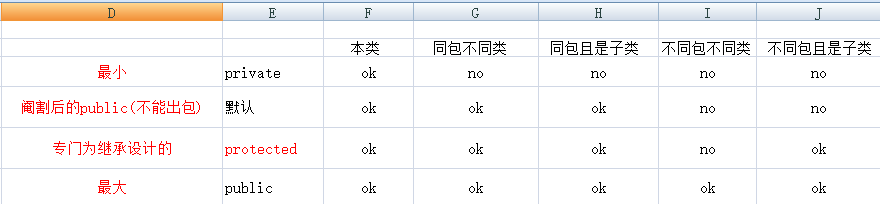 D E F G H I J
本类 同包不同类 同包且是子类 不同包不同类 不同包且是子类
最小 private ok no no no no
阉割后的public(不能出包) 默认 ok ok ok no no
专门为继承设计的 protected ok ok ok no ok
最大 public ok ok ok ok ok